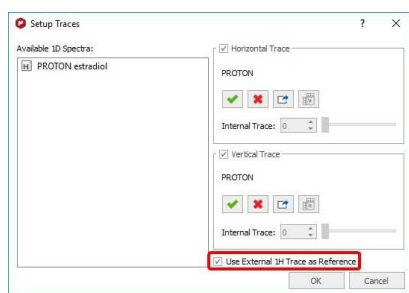 Setup Traces
? X
Available 1D Spectra:
H PROTON estradiol
Horizontal Trace
PROTON
Internal Trace: 0
Vertical Trace
PROTON
Internal Trace: 0
Use External 1H Trace as Reference
OK Cancel